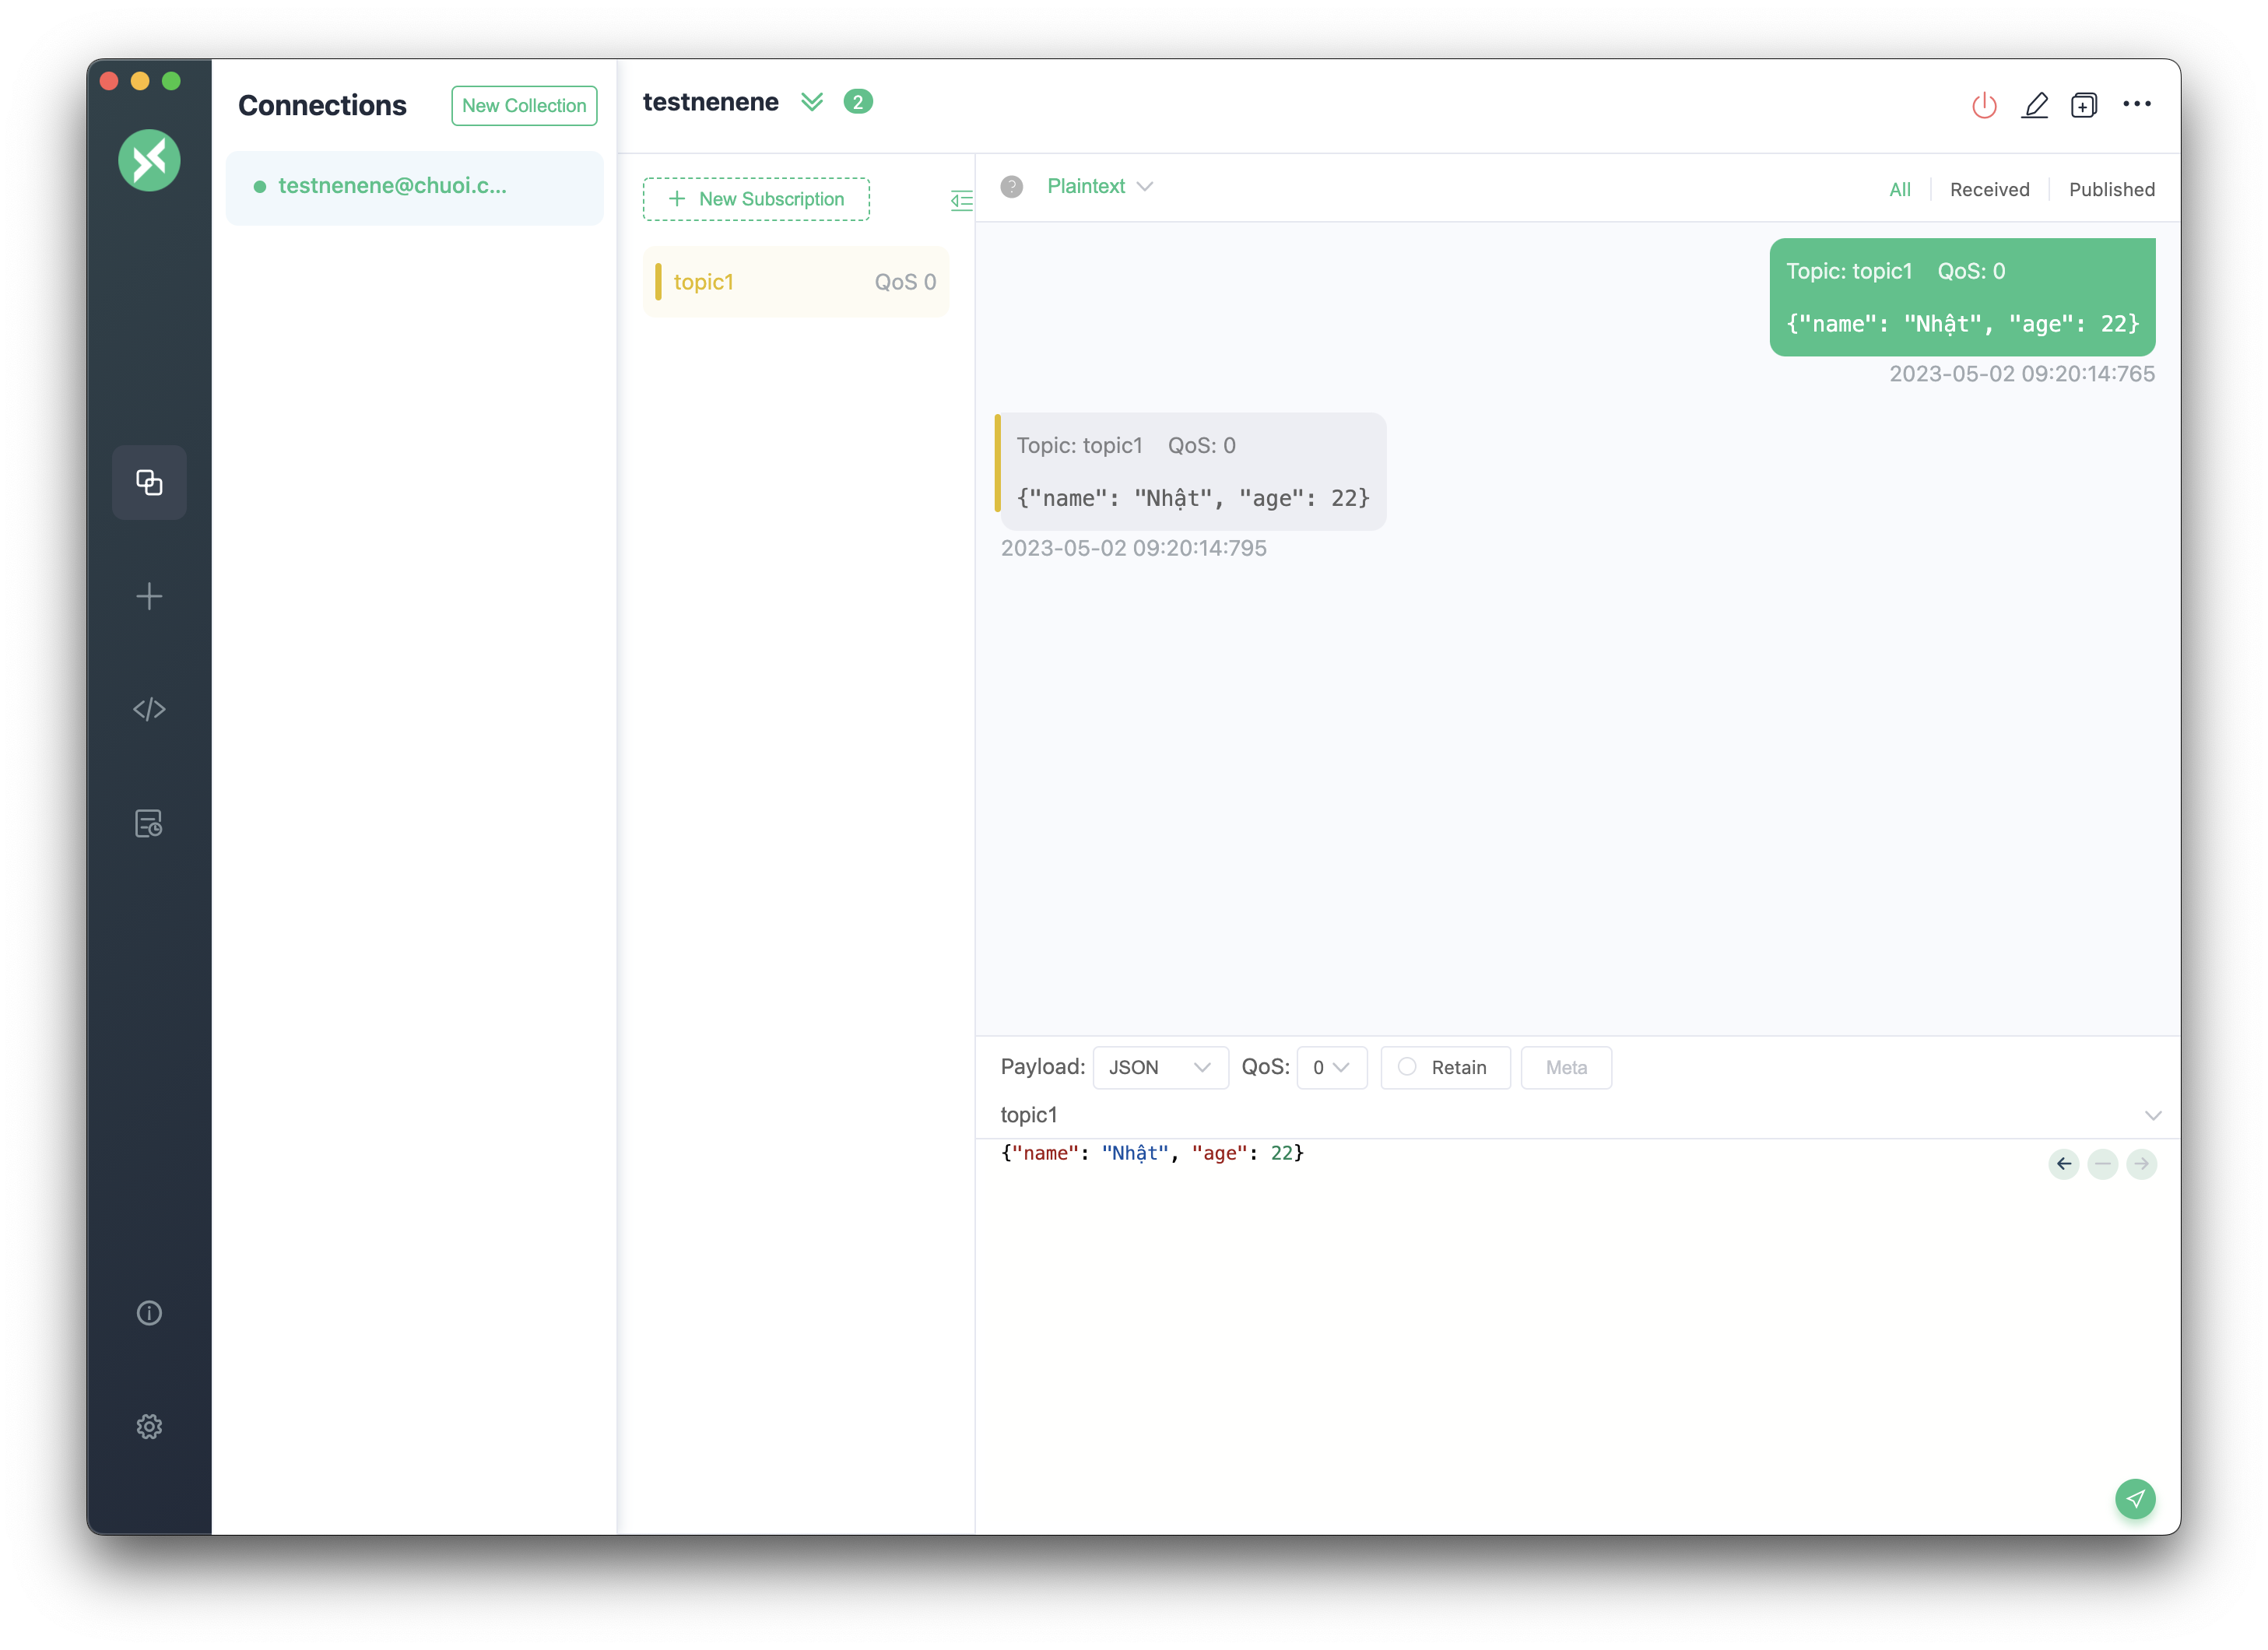 Connections
New Collection
testnenene@chuoi.c...
testnenene 2
New Subscription
topic1 QoS 0
? Plaintext
All Received Published
Topic: topic1 QoS: 0
{"name": "Nhật", "age": 22}
2023-05-02 09:20:14:765
Topic: topic1 QoS: 0
{"name": "Nhật", "age": 22}
2023-05-02 09:20:14:795
Payload: JSON QoS: 0 Retain Meta
topic1
{"name": "Nhật", "age": 22}